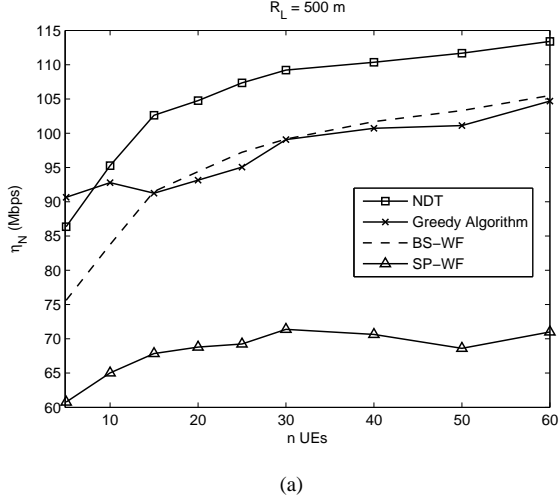 R_L = 500 m
115
110
105
100
95
90
85
80
75
70
65
60
η_N (Mbps)
NDT
Greedy Algorithm
BS−WF
SP−WF
10
20
30
40
50
60
n UEs
(a)